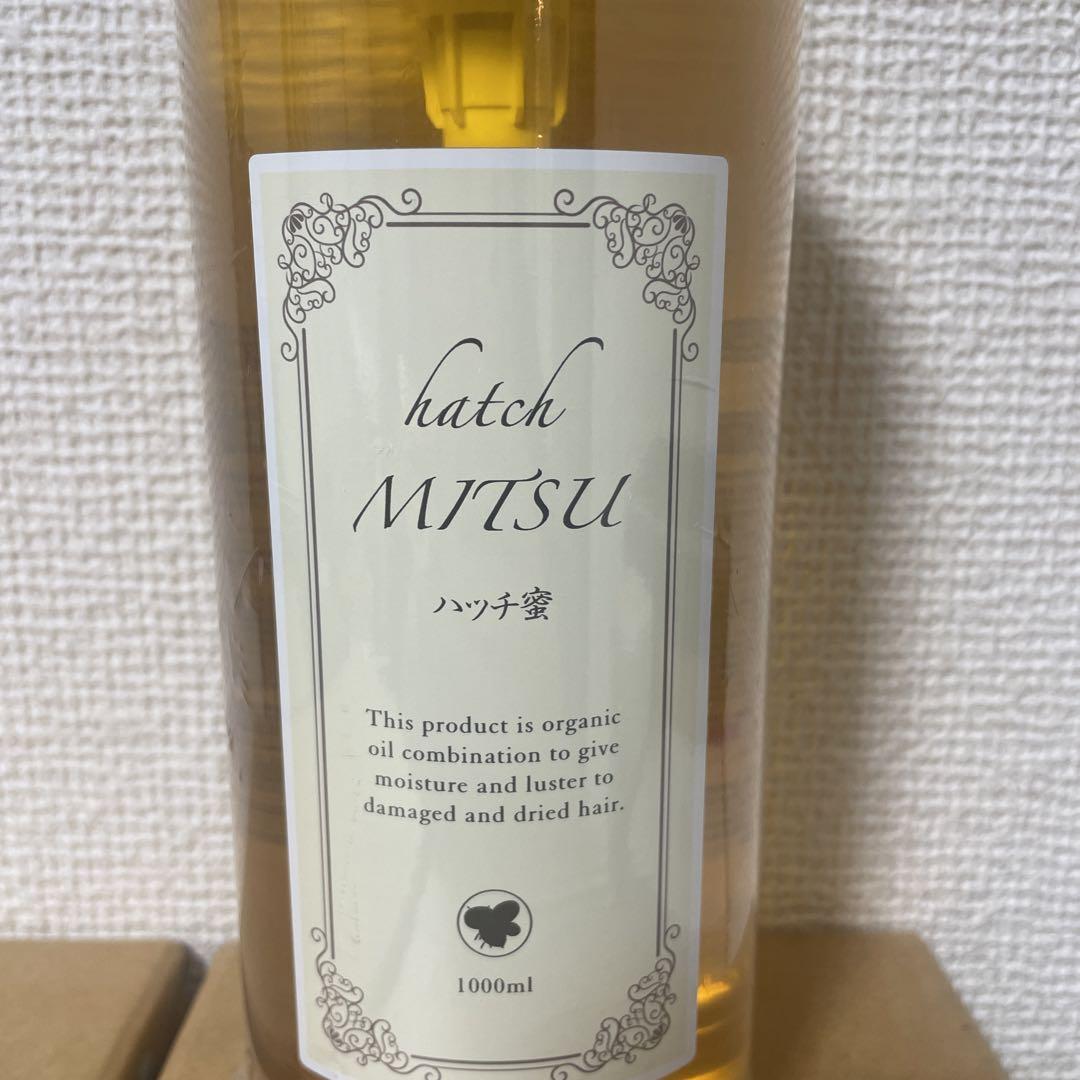 hatch
MITSU
ハッチ蜜
This product is organic
oil combination to give
moisture and luster to
damaged and dried hair.
1000ml